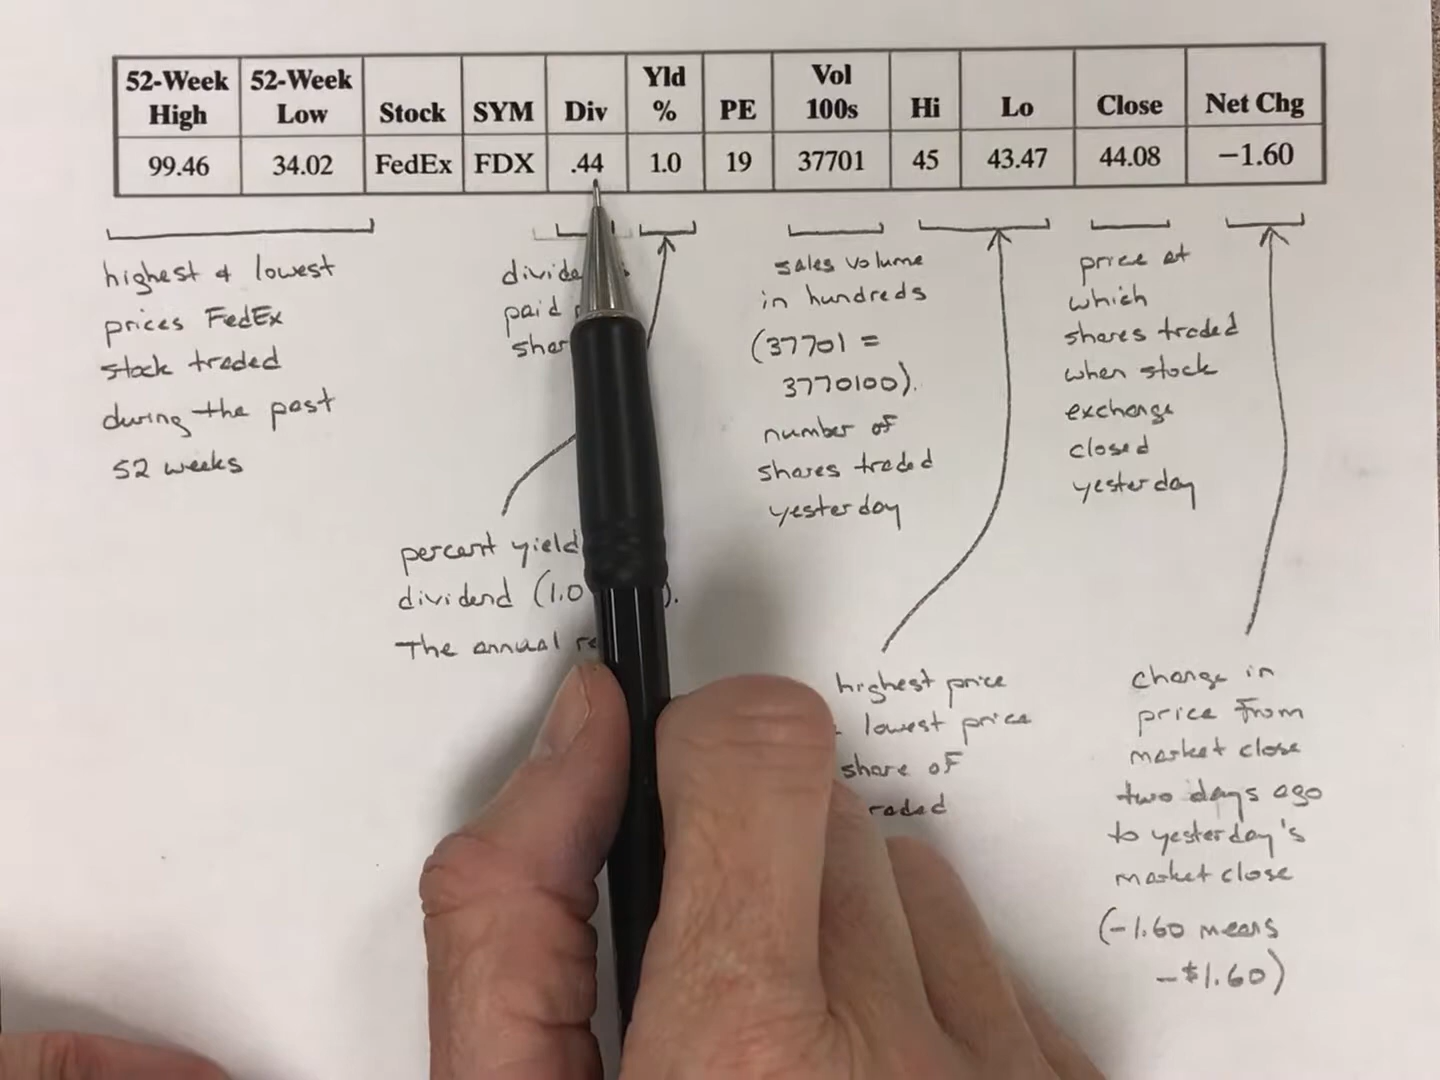 52-Week High 52-Week Low Stock SYM Div Yld % PE Vol 100s Hi Lo Close Net Chg
99.46 34.02 FedEx FDX .44 1.0 19 37701 45 43.47 44.08 −1.60
highest & lowest
prices FedEx
stock traded
during the past
52 weeks
paid
percent yield
dividend (1.0 ).
The annual
sales volume
in hundreds
(37701 =
3770100).
number of
shares traded
yesterday
highest price
lowest price
share of
price at
which
shares traded
when stock
exchange
closed
yesterday
change in
price from
market close
two days ago
to yesterday's
market close
(-1.60 means
-$1.60)